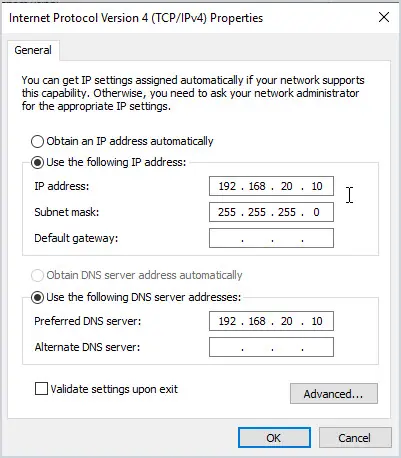 Internet Protocol Version 4 (TCP/IPv4) Properties
General
You can get IP settings assigned automatically if your network supports
this capability. Otherwise, you need to ask your network administrator
for the appropriate IP settings.
Obtain an IP address automatically
Use the following IP address:
IP address: 192 . 168 . 20 . 10
Subnet mask: 255 . 255 . 255 . 0
Default gateway: . . .
Obtain DNS server address automatically
Use the following DNS server addresses:
Preferred DNS server: 192 . 168 . 20 . 10
Alternate DNS server: . . .
Validate settings upon exit
Advanced...
OK Cancel